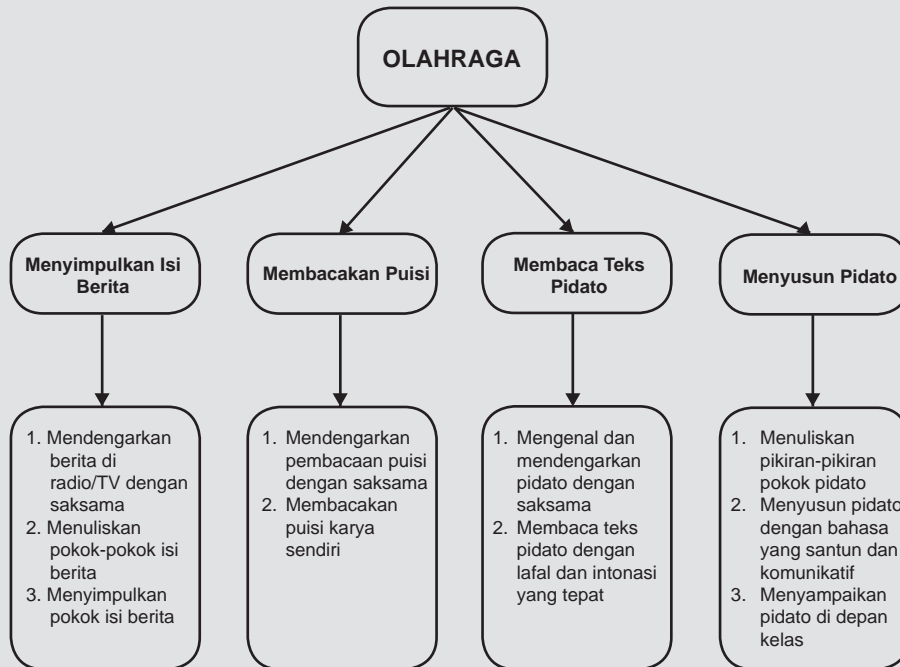 OLAHRAGA
Menyimpulkan Isi
Berita
Membacakan Puisi
Membaca Teks
Pidato
Menyusun Pidato
1. Mendengarkan
berita di
radio/TV dengan
saksama
2. Menuliskan
pokok-pokok isi
berita
3. Menyimpulkan
pokok isi berita
1. Mendengarkan
pembacaan puisi
dengan saksama
2. Membacakan
puisi karya
sendiri
1. Mengenal dan
mendengarkan
pidato dengan
saksama
2. Membaca teks
pidato dengan
lafal dan intonasi
yang tepat
1. Menuliskan
pikiran-pikiran
pokok pidato
2. Menyusun pidato
dengan bahasa
yang santun dan
komunikatif
3. Menyampaikan
pidato di depan
kelas